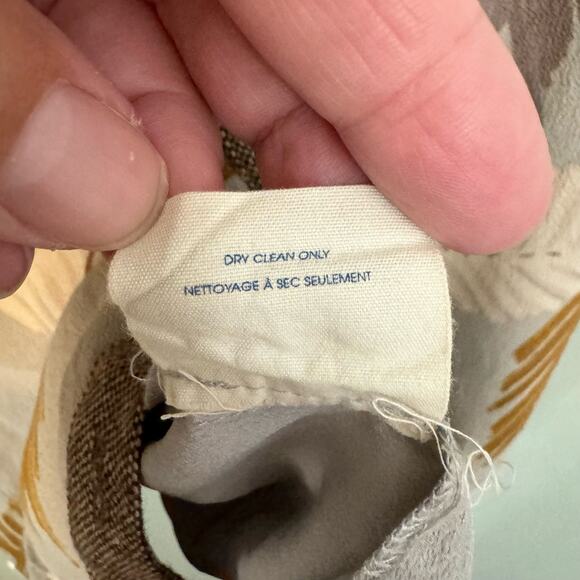 DRY CLEAN ONLY
NETTOYAGE À SEC SEULEMENT